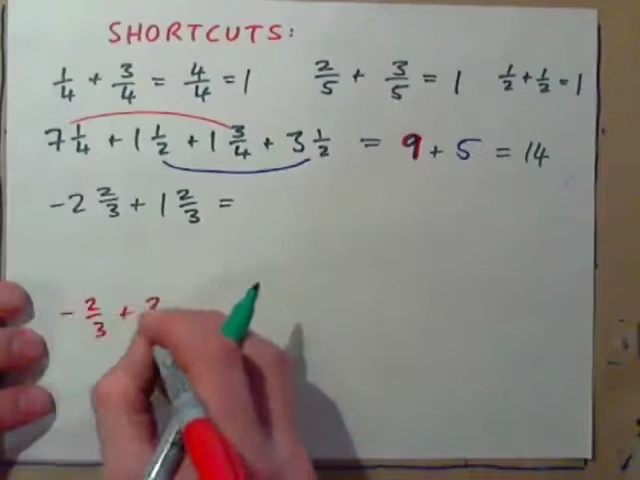 SHORTCUTS:
1/4 + 3/4 = 4/4 = 1   2/5 + 3/5 = 1   1/2 + 1/2 = 1
7 1/4 + 1 1/2 + 1 3/4 + 3 1/2 = 9 + 5 = 14
-2 2/3 + 1 2/3 =
- 2/3 +